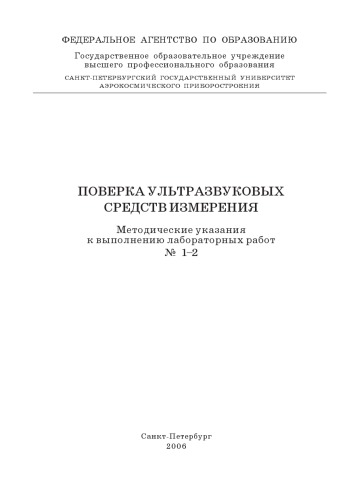 ФЕДЕРАЛЬНОЕ АГЕНТСТВО ПО ОБРАЗОВАНИЮ
Государственное образовательное учреждение
высшего профессионального образования
САНКТ-ПЕТЕРБУРГСКИЙ ГОСУДАРСТВЕННЫЙ УНИВЕРСИТЕТ
АЭРОКОСМИЧЕСКОГО ПРИБОРОСТРОЕНИЯ
ПОВЕРКА УЛЬТРАЗВУКОВЫХ
СРЕДСТВ ИЗМЕРЕНИЯ
Методические указания
к выполнению лабораторных работ
№ 1–2
Санкт-Петербург
2006